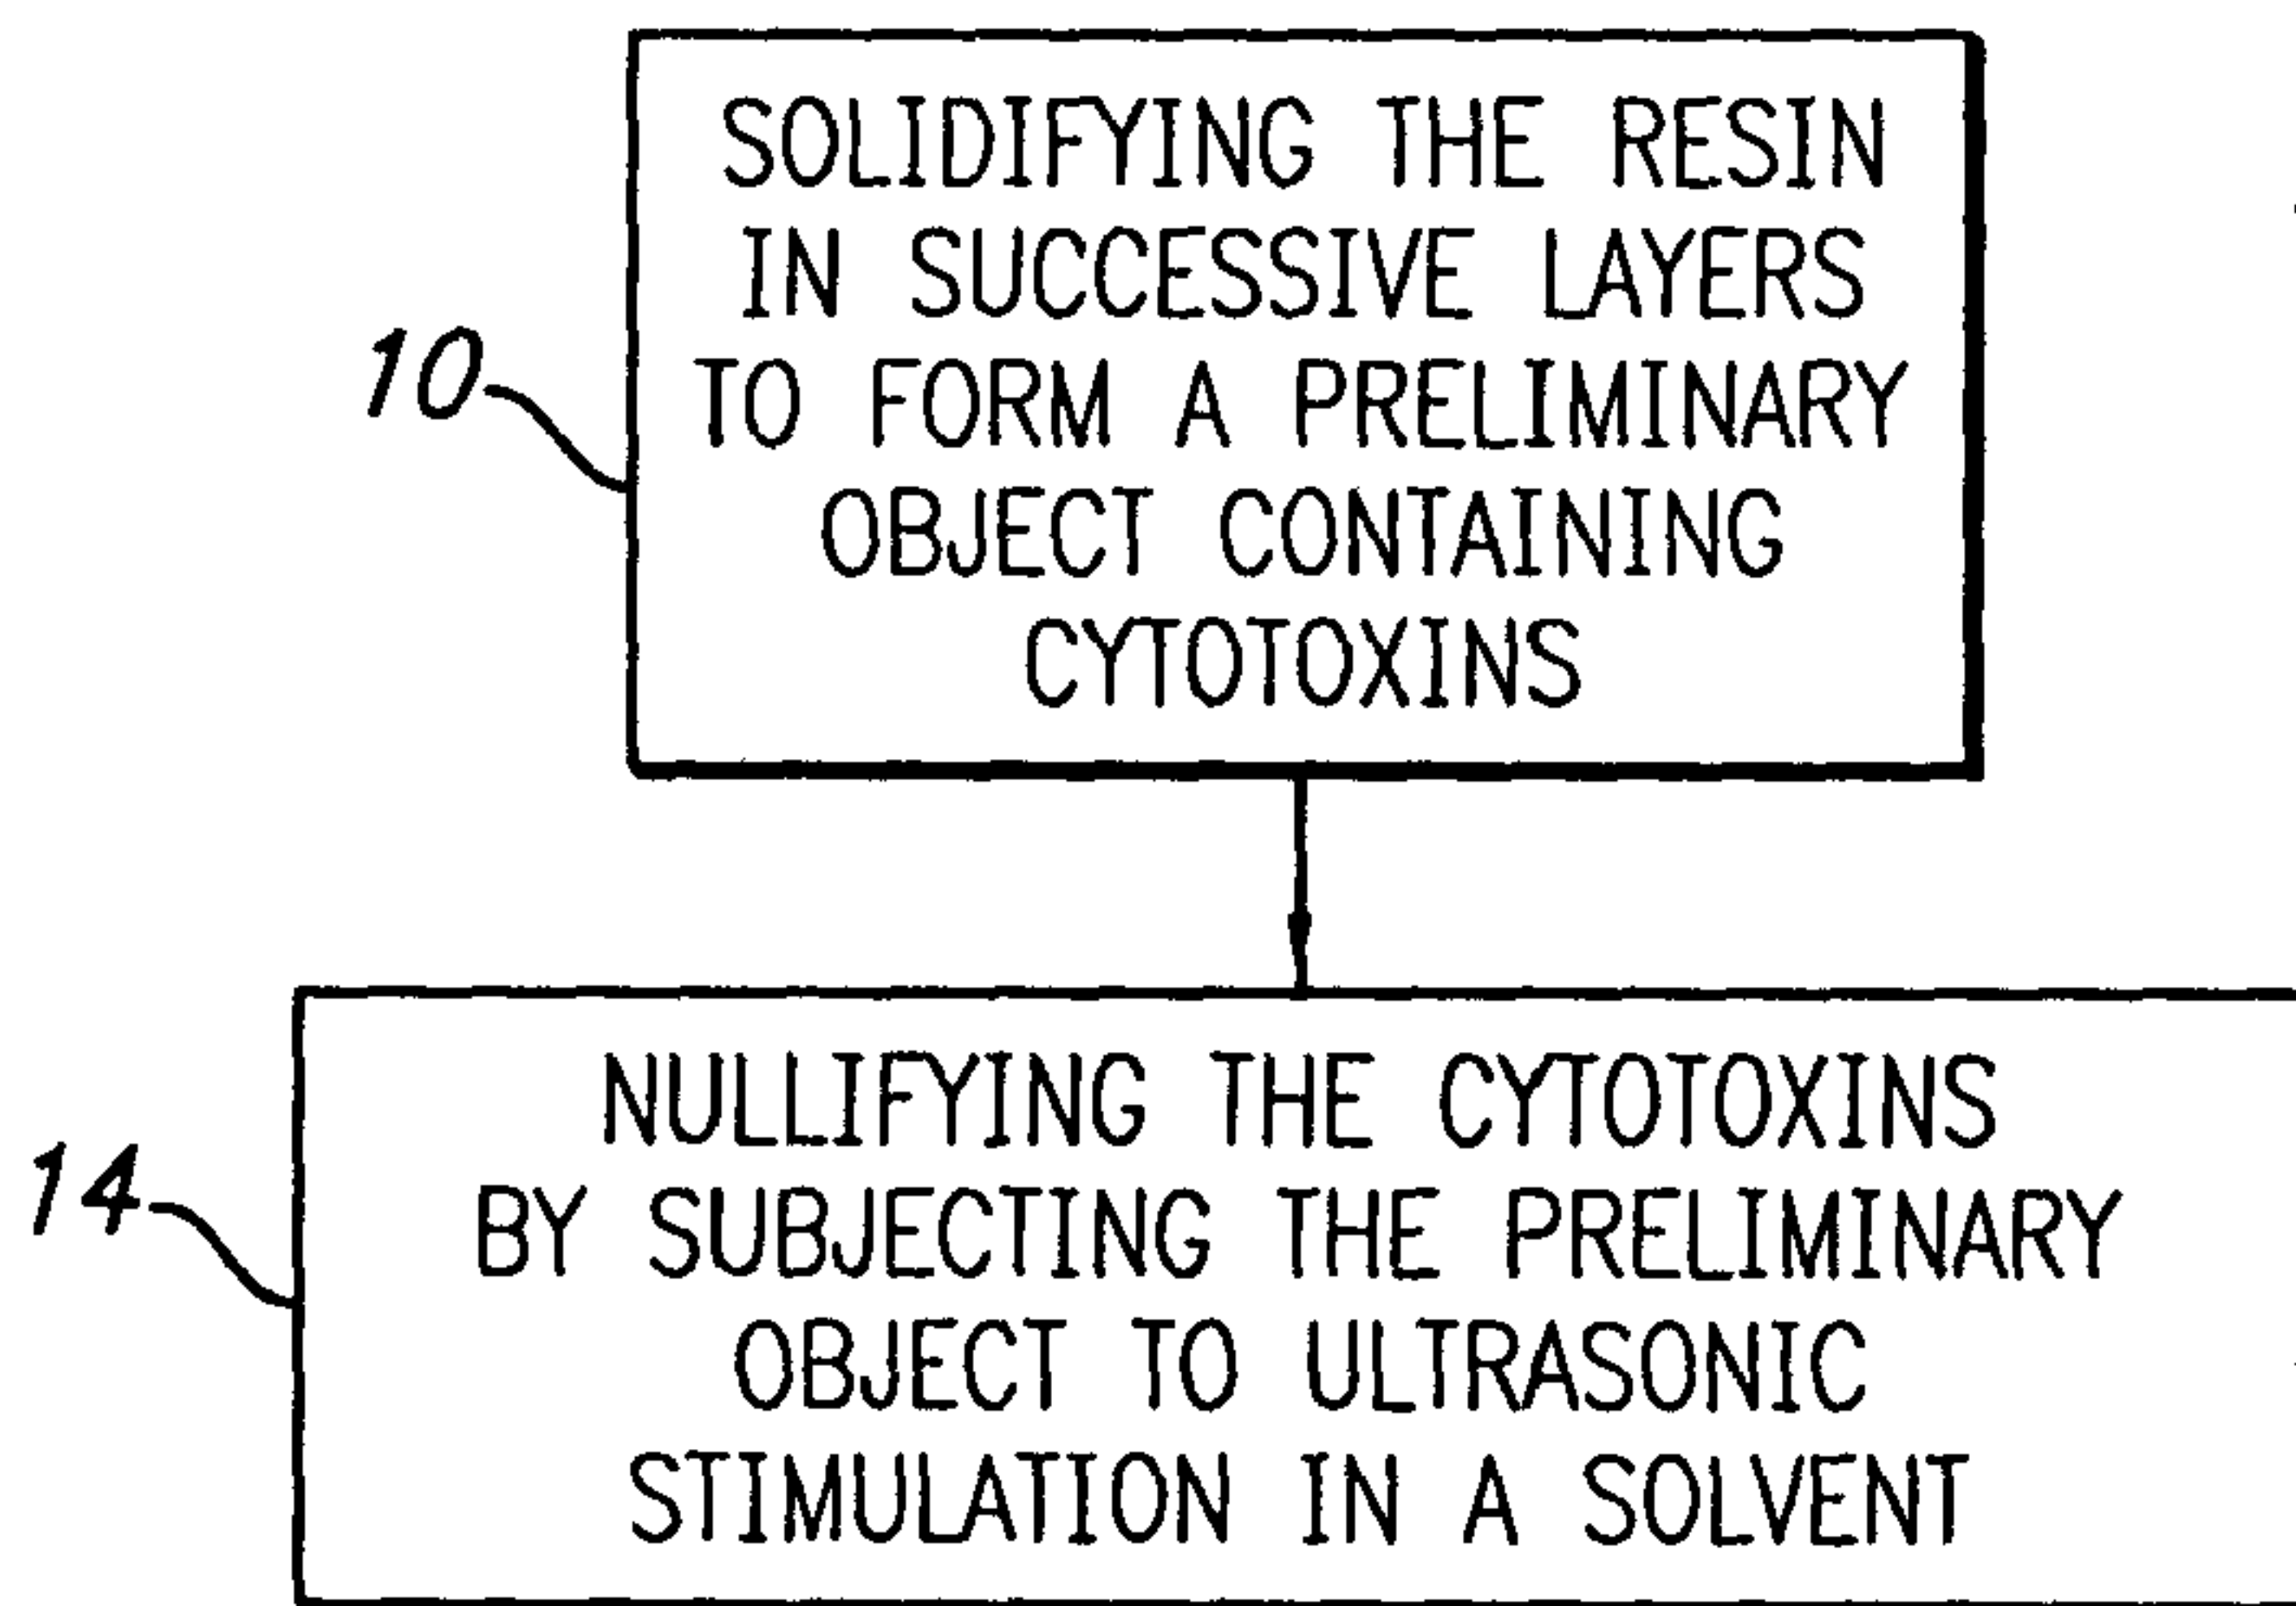 SOLIDIFYING THE RESIN
IN SUCCESSIVE LAYERS
10
TO FORM A PRELIMINARY
OBJECT CONTAINING
CYTOTOXINS
NULLIFYING THE CYTOTOXINS
14
BY SUBJECTING THE PRELIMINARY
OBJECT TO ULTRASONIC
STIMULATION IN A SOLVENT